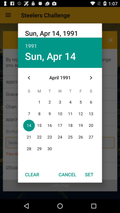 1:07
Steelers Challenge
Sun, Apr 14, 1991
1991
Sun, Apr 14
April 1991
S M T W T F S
1 2 3 4 5 6
7 8 9 10 11 12 13
14 15 16 17 18 19 20
21 22 23 24 25 26 27
28 29 30
CLEAR CANCEL SET